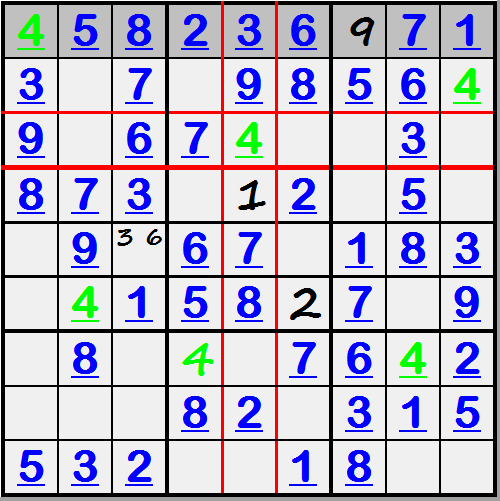 4 5 8 2 3 6 9 7 1
3 7 9 8 5 6 4
9 6 7 4 3
8 7 3 1 2 5
9 3 6 6 7 1 8 3
4 1 5 8 2 7 9
8 4 7 6 4 2
8 2 3 1 5
5 3 2 1 8